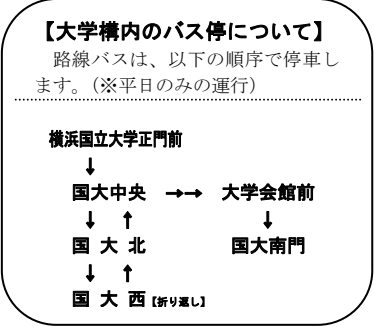 【大学構内のバス停について】
路線バスは、以下の順序で停車し
ます。(※平日のみの運行)
横浜国立大学正門前
↓
国大中央 →→ 大学会館前
↓ ↑ ↓
国 大 北 国大南門
↓ ↑
国 大 西【折り返し】